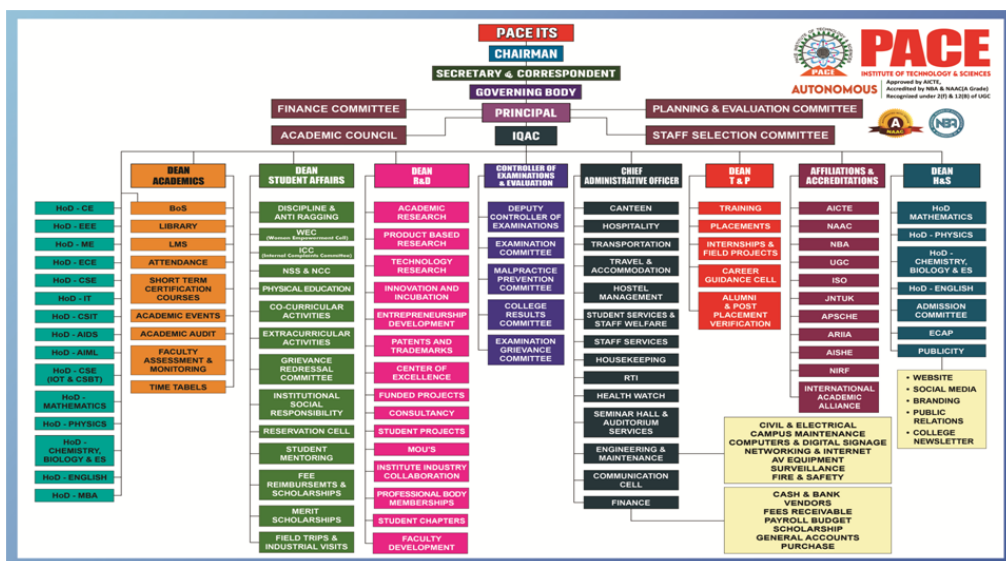 PACE ITS
CHAIRMAN
SECRETARY & CORRESPONDENT
GOVERNING BODY
FINANCE COMMITTEE
PRINCIPAL
PLANNING & EVALUATION COMMITTEE
ACADEMIC COUNCIL
IQAC
STAFF SELECTION COMMITTEE
PACE
PACE
INSTITUTE OF TECHNOLOGY & SCIENCES
AUTONOMOUS
Approved by AICTE,
Accredited by NBA & NAAC(A Grade)
Recognized under 2(f) & 12(B) of UGC
A
NAAC
NBA
HoD - CE
HoD - EEE
HoD - ME
HoD - ECE
HoD - CSE
HoD - IT
HoD - CSIT
HoD - AIDS
HoD - AIML
HoD - CSE
(IOT & CSBT)
HoD -
MATHEMATICS
HoD - PHYSICS
HoD -
CHEMISTRY,
BIOLOGY & ES
HoD - ENGLISH
HoD - MBA
DEAN
ACADEMICS
BoS
LIBRARY
LMS
ATTENDANCE
SHORT TERM
CERTIFICATION
COURSES
ACADEMIC EVENTS
ACADEMIC AUDIT
FACULTY
ASSESSMENT &
MONITORING
TIME TABELS
DEAN
STUDENT AFFAIRS
DISCIPLINE &
ANTI RAGGING
WEC
(Women Empowerment Cell)
ICC
(Internal Complaints Committee)
NSS & NCC
PHYSICAL EDUCATION
CO-CURRICULAR
ACTIVITIES
EXTRACURRICULAR
ACTIVITIES
GRIEVANCE
REDRESSAL
COMMITTEE
INSTITUTIONAL
SOCIAL
RESPONSIBILITY
RESERVATION CELL
STUDENT
MENTORING
FEE
REIMBURSEMTS &
SCHOLARSHIPS
MERIT
SCHOLARSHIPS
FIELD TRIPS &
INDUSTRIAL VISITS
DEAN
R&D
ACADEMIC
RESEARCH
PRODUCT BASED
RESEARCH
TECHNOLOGY
RESEARCH
INNOVATION AND
INCUBATION
ENTREPRENEURSHIP
DEVELOPMENT
PATENTS AND
TRADEMARKS
CENTER OF
EXCELLENCE
FUNDED PROJECTS
CONSULTANCY
STUDENT PROJECTS
MOU'S
INSTITUTE INDUSTRY
COLLABORATION
PROFESSIONAL BODY
MEMBERSHIPS
STUDENT CHAPTERS
FACULTY
DEVELOPMENT
CONTROLLER OF
EXAMINATIONS
& EVALUATION
DEPUTY
CONTROLLER OF
EXAMINATIONS
EXAMINATION
COMMITTEE
MALPRACTICE
PREVENTION
COMMITTEE
COLLEGE
RESULTS
COMMITTEE
EXAMINATION
GRIEVANCE
COMMITTEE
CHIEF
ADMINISTRATIVE OFFICER
CANTEEN
HOSPITALITY
TRANSPORTATION
TRAVEL &
ACCOMMODATION
HOSTEL
MANAGEMENT
STUDENT SERVICES &
STAFF WELFARE
STAFF SERVICES
HOUSEKEEPING
RTI
HEALTH WATCH
SEMINAR HALL &
AUDITORIUM
SERVICES
ENGINEERING &
MAINTENANCE
COMMUNICATION
CELL
FINANCE
DEAN
T & P
TRAINING
PLACEMENTS
INTERNSHIPS &
FIELD PROJECTS
CAREER
GUIDANCE CELL
ALUMNI & POST
PLACEMENT
VERIFICATION
AFFILIATIONS &
ACCREDITATIONS
AICTE
NAAC
NBA
UGC
ISO
JNTUK
APSCHE
ARIIA
AISHE
NIRF
INTERNATIONAL
ACADEMIC
ALLIANCE
DEAN
H&S
HoD
MATHEMATICS
HoD - PHYSICS
HoD -
CHEMISTRY,
BIOLOGY & ES
HoD - ENGLISH
ADMISSION
COMMITTEE
ECAP
PUBLICITY
• WEBSITE
• SOCIAL MEDIA
• BRANDING
• PUBLIC
RELATIONS
• COLLEGE
NEWSLETTER
CIVIL & ELECTRICAL
CAMPUS MAINTENANCE
COMPUTERS & DIGITAL SIGNAGE
NETWORKING & INTERNET
AV EQUIPMENT
SURVEILLANCE
FIRE & SAFETY
CASH & BANK
VENDORS
FEES RECEIVABLE
PAYROLL BUDGET
SCHOLARSHIP
GENERAL ACCOUNTS
PURCHASE